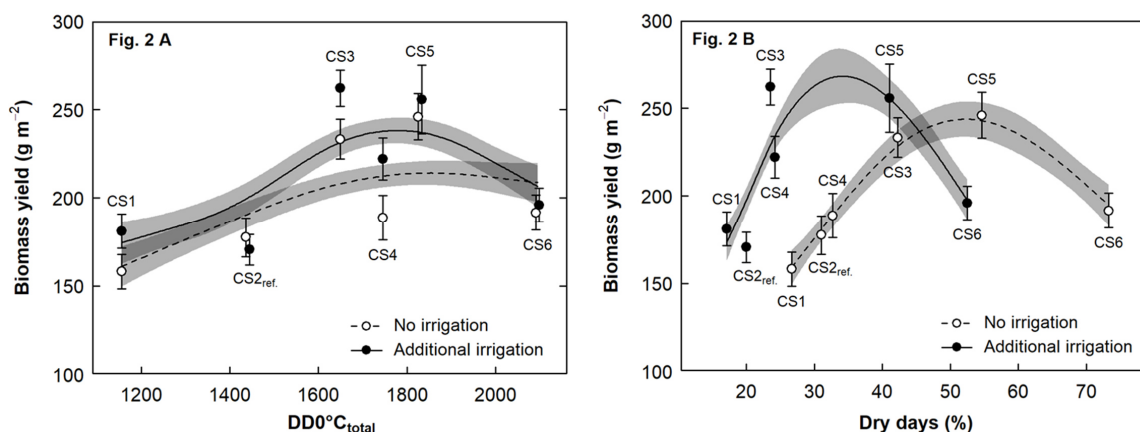 Fig. 2 A
300
250
200
150
100
Biomass yield (g m⁻²)
CS1
CS2ref.
CS3
CS4
CS5
CS6
No irrigation
Additional irrigation
1200 1400 1600 1800 2000
DD0°Ctotal
Fig. 2 B
300
250
200
150
100
Biomass yield (g m⁻²)
CS3
CS5
CS1
CS4
CS2ref.
CS4
CS2ref.
CS1
CS3
CS5
CS6
CS6
No irrigation
Additional irrigation
20 30 40 50 60 70
Dry days (%)